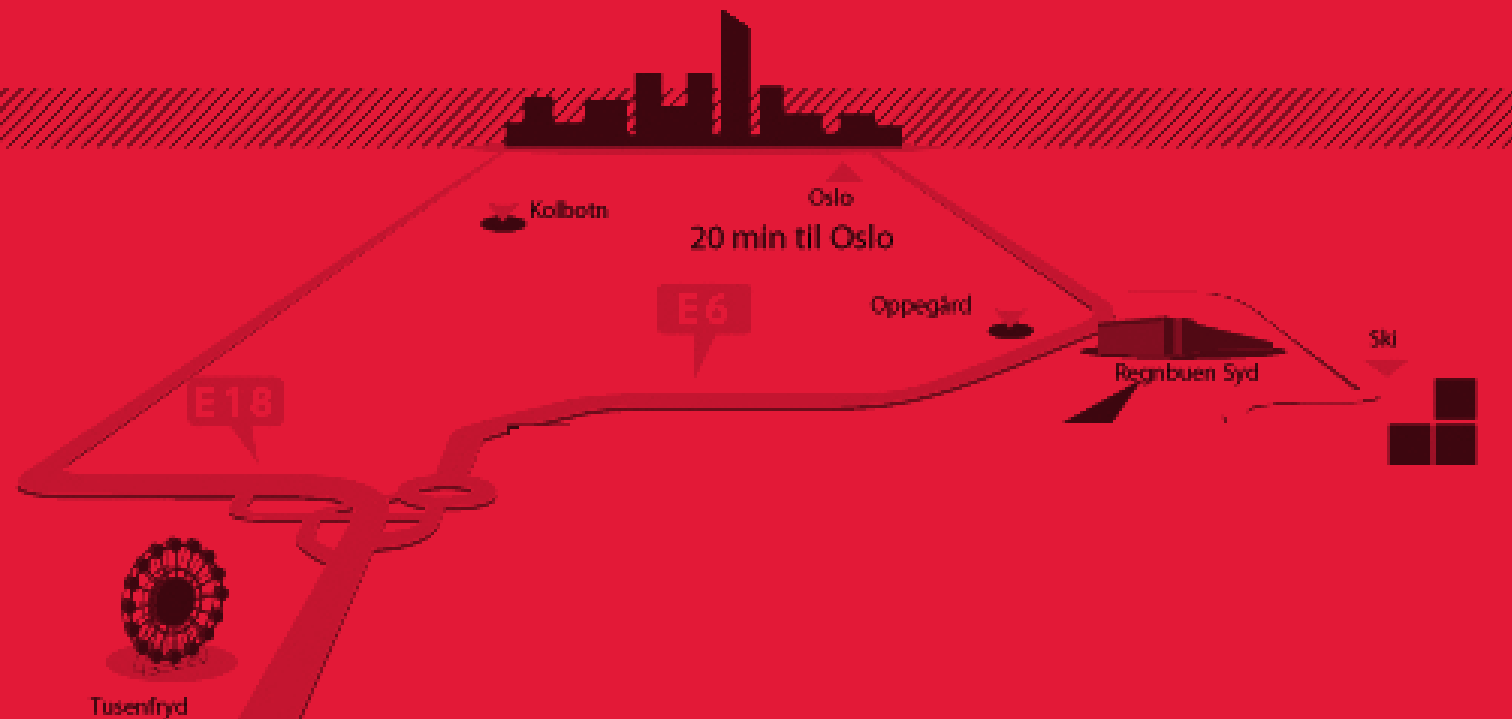 Kolbotn
Oslo
20 min til Oslo
E6
Oppegård
Ski
Regnbuen Syd
E18
Tusenfryd